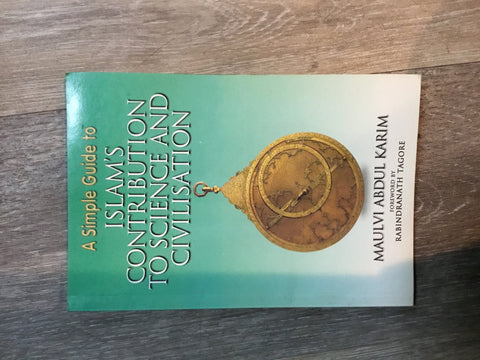 A Simple Guide to
ISLAM'S
CONTRIBUTION
TO SCIENCE AND
CIVILISATION
MAULVI ABDUL KARIM
FOREWORD BY
RABINDRANATH TAGORE